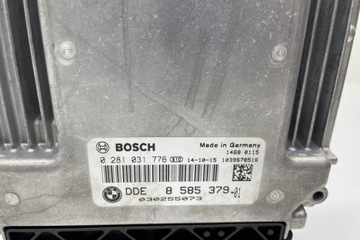 BOSCH
Made in Germany
1468 0115
0 281 031 776 14-10-15 1039S78516
DDE 8 585 379-01
030255073